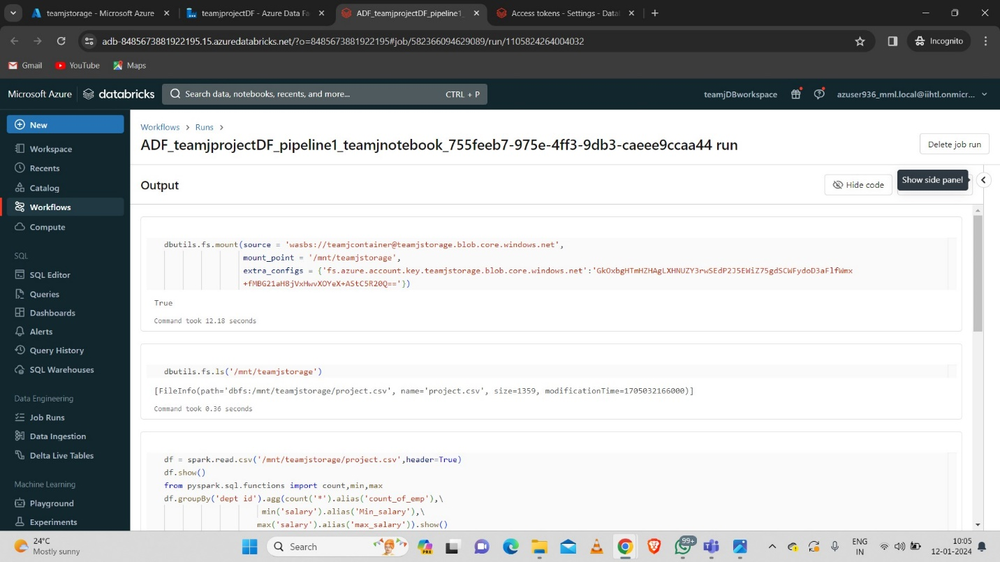 teamjstorage - Microsoft Azure
teamjprojectDF - Azure Data Fa
ADF_teamjprojectDF_pipeline1_
Access tokens - Settings - Datal
adb-8485673881922195.15.azuredatabricks.net/?o=8485673881922195#job/582366094629089/run/1105824264004032
Incognito
Gmail
YouTube
Maps
Microsoft Azure
databricks
Search data, notebooks, recents, and more...
CTRL + P
teamjDBworkspace
azuser936_mml.local@iihtl.onmicr...
New
Workspace
Recents
Catalog
Workflows
Compute
SQL
SQL Editor
Queries
Dashboards
Alerts
Query History
SQL Warehouses
Data Engineering
Job Runs
Data Ingestion
Delta Live Tables
Machine Learning
Playground
Experiments
Workflows > Runs >
ADF_teamjprojectDF_pipeline1_teamjnotebook_755feeb7-975e-4ff3-9db3-caeee9ccaa44 run
Delete job run
Output
Hide code
Show side panel
dbutils.fs.mount(source = 'wasbs://teamjcontainer@teamjstorage.blob.core.windows.net',
mount_point = '/mnt/teamjstorage',
extra_configs = {'fs.azure.account.key.teamjstorage.blob.core.windows.net':'GkOxbgHTmHZHAgLXHNUZY3rwSEdP2J5EWiZ75gdSCWFydoD3aFlfWmx
+fMBG21aH8jVxHwvXOYeX+AStC5R20Q=='})
True
Command took 12.18 seconds
dbutils.fs.ls('/mnt/teamjstorage')
[FileInfo(path='dbfs:/mnt/teamjstorage/project.csv', name='project.csv', size=1359, modificationTime=1705032166000)]
Command took 0.36 seconds
df = spark.read.csv('/mnt/teamjstorage/project.csv',header=True)
df.show()
from pyspark.sql.functions import count,min,max
df.groupBy('dept id').agg(count('*').alias('count_of_emp'),\
min('salary').alias('Min_salary'),\
max('salary').alias('max_salary')).show()
24°C
Mostly sunny
Search
PRE
99+
ENG
IN
10:05
12-01-2024